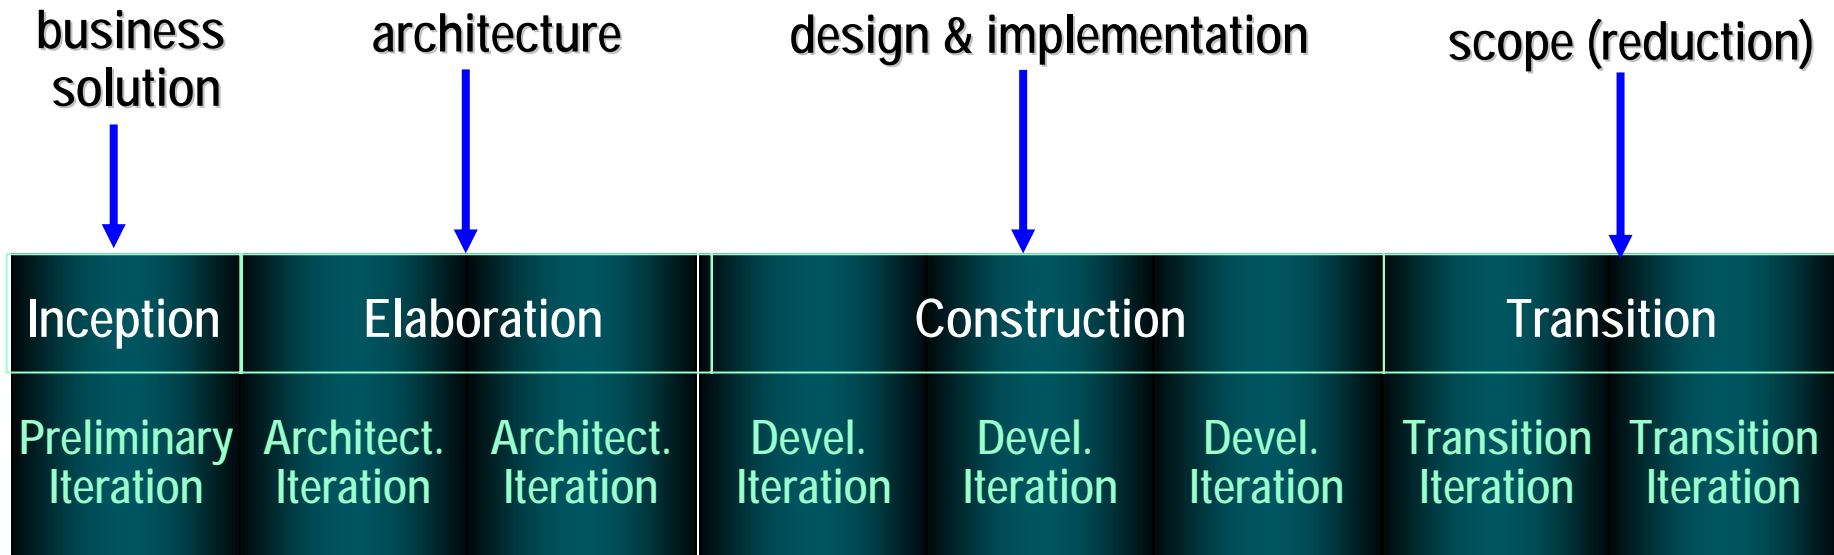 business
solution
architecture
design & implementation
scope (reduction)
Inception
Elaboration
Construction
Transition
Preliminary
Iteration
Architect.
Iteration
Architect.
Iteration
Devel.
Iteration
Devel.
Iteration
Devel.
Iteration
Transition
Iteration
Transition
Iteration